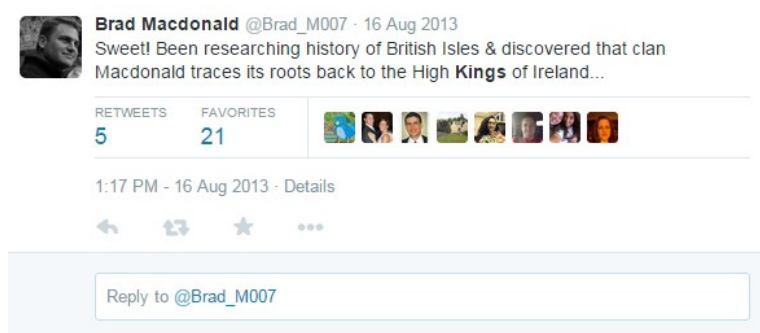 Brad Macdonald @Brad_M007 · 16 Aug 2013
Sweet! Been researching history of British Isles & discovered that clan
Macdonald traces its roots back to the High Kings of Ireland...
RETWEETS FAVORITES
5 21
1:17 PM - 16 Aug 2013 · Details
Reply to @Brad_M007